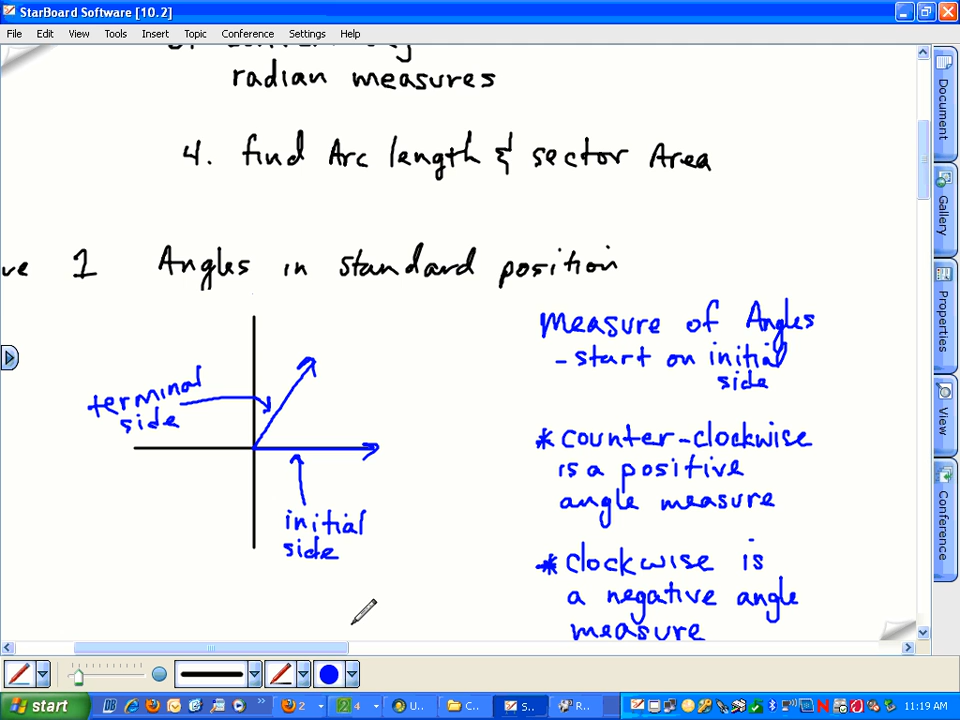 StarBoard Software [10.2]
File Edit View Tools Insert Topic Conference Settings Help
radian measures
4. find Arc length & sector Area
ve 1 Angles in standard position
Measure of Angles
- start on initial
side
terminal
side
* counter-clockwise
is a positive
angle measure
initial
side
* clockwise is
a negative angle
measure
Document
Gallery
Properties
View
Conference
start
2
4
U...
C...
S...
R...
11:19 AM